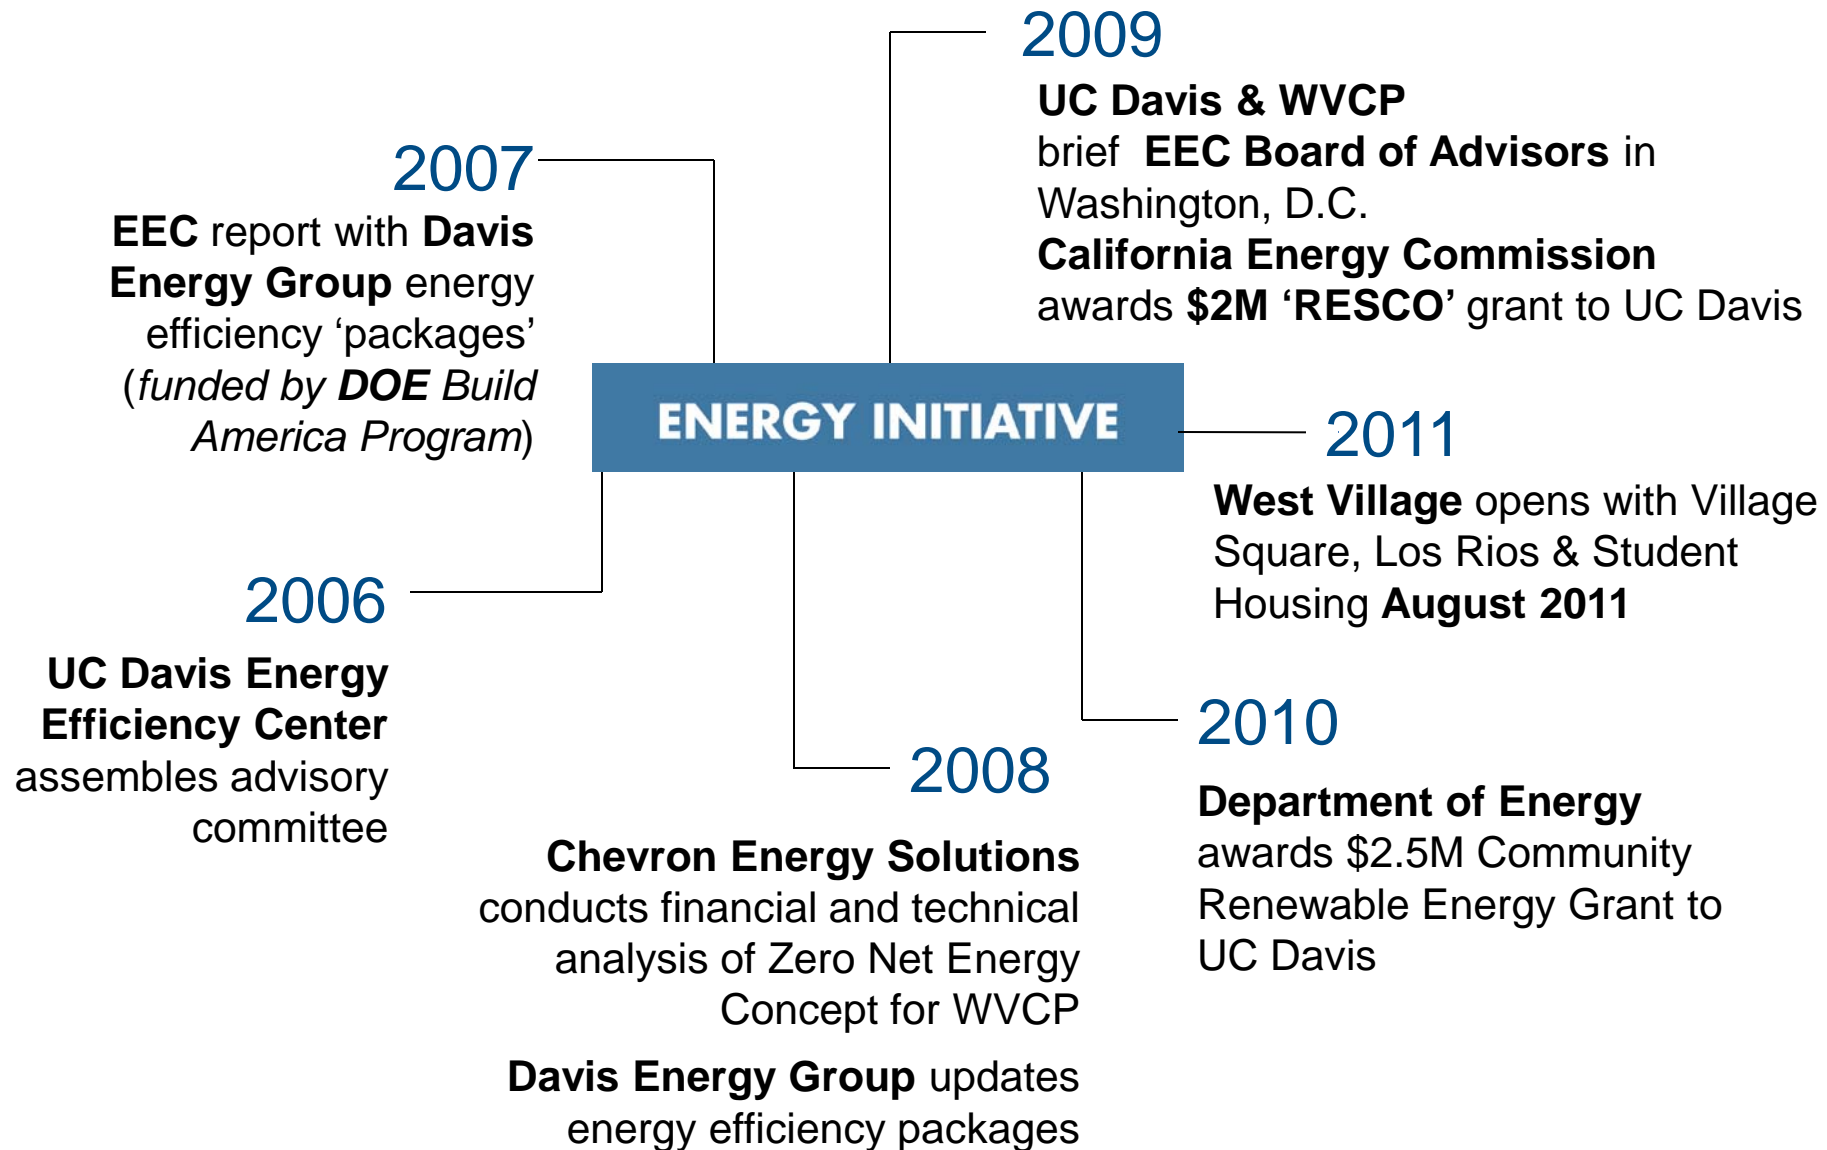 2009
UC Davis & WVCP
brief EEC Board of Advisors in
Washington, D.C.
California Energy Commission
awards $2M ‘RESCO’ grant to UC Davis
2007
EEC report with Davis
Energy Group energy
efficiency ‘packages’
(funded by DOE Build
America Program)
ENERGY INITIATIVE
2011
West Village opens with Village
Square, Los Rios & Student
Housing August 2011
2006
UC Davis Energy
Efficiency Center
assembles advisory
committee
2008
Chevron Energy Solutions
conducts financial and technical
analysis of Zero Net Energy
Concept for WVCP
Davis Energy Group updates
energy efficiency packages
2010
Department of Energy
awards $2.5M Community
Renewable Energy Grant to
UC Davis